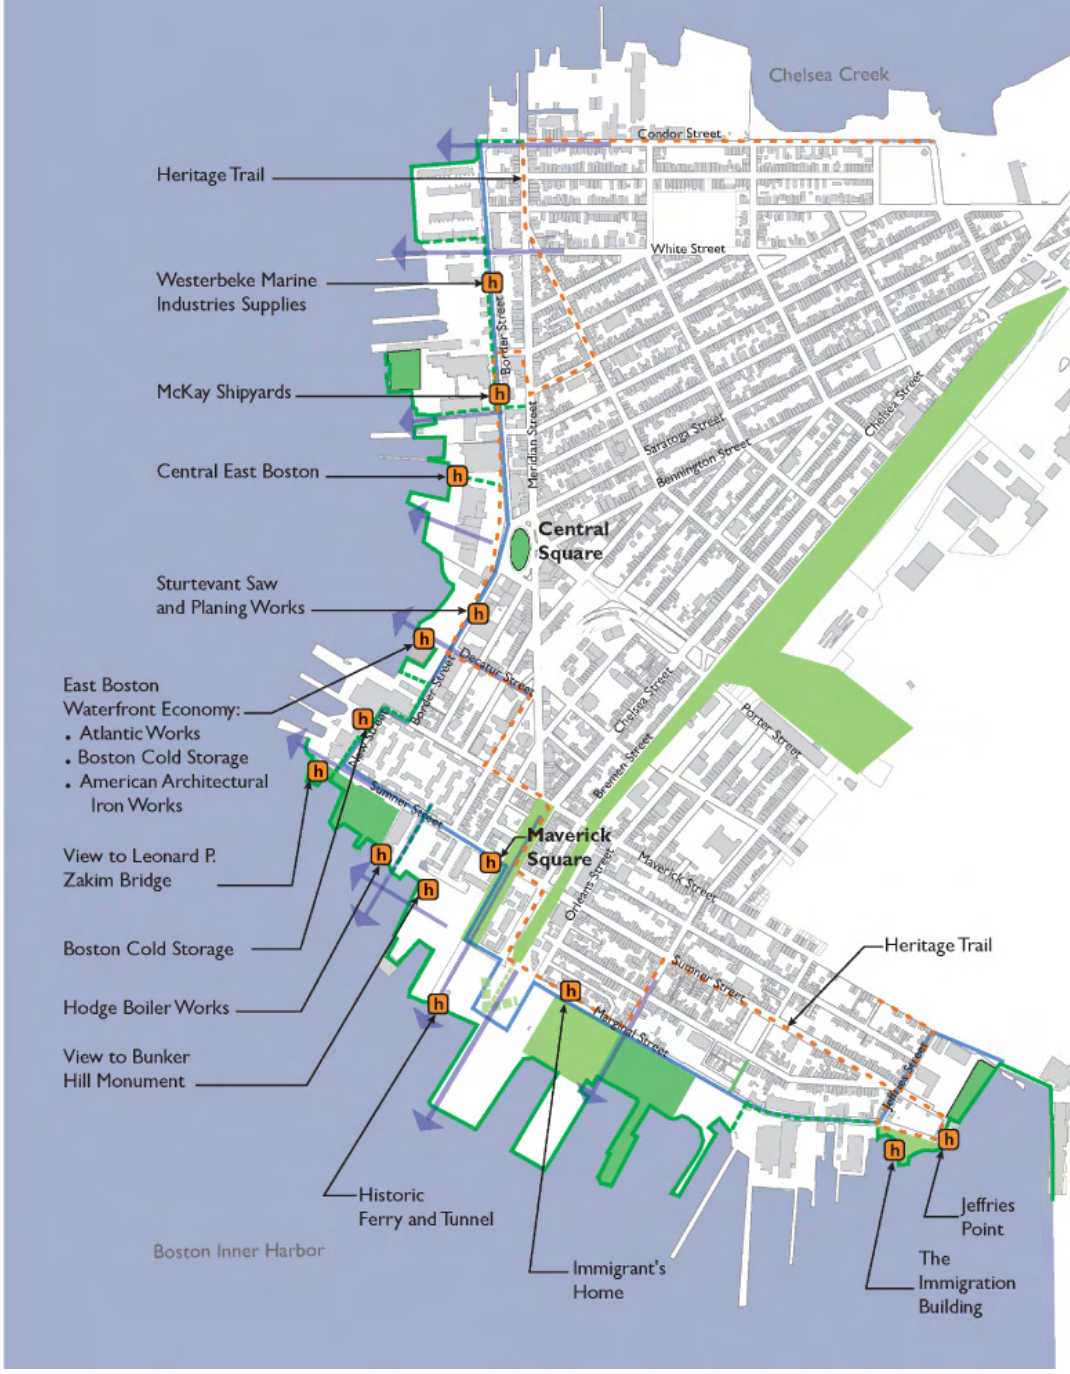 Chelsea Creek
Condor Street
Heritage Trail
White Street
Westerbeke Marine
Industries Supplies
h
Border Street
McKay Shipyards
h
Chelsea Street
Meridian Street
Saratoga Street
Bennington Street
Central East Boston
h
Central
Square
Sturtevant Saw
and Planing Works
h
h
Decatur Street
Border Street
Chelsea Street
East Boston
Waterfront Economy:
• Atlantic Works
• Boston Cold Storage
• American Architectural
Iron Works
h
New Street
Porter Street
Bremen Street
h
Sumner Street
View to Leonard P.
Zakim Bridge
h
h
Maverick
Square
Maverick Street
h
Orleans Street
Boston Cold Storage
Heritage Trail
Sumner Street
Hodge Boiler Works
h
h
Marginal Street
View to Bunker
Hill Monument
Jeffries Street
h
h
Historic
Ferry and Tunnel
Jeffries
Point
Boston Inner Harbor
Immigrant's
Home
The
Immigration
Building